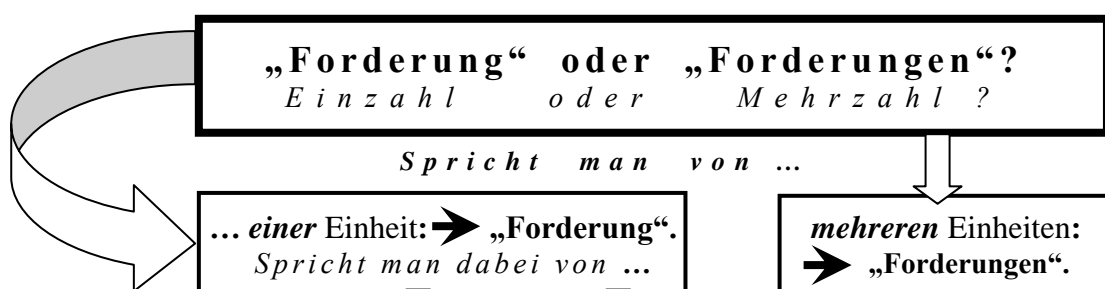 „Forderung“ oder „Forderungen“?
Einzahl oder Mehrzahl ?
Spricht man von ...
... einer Einheit: „Forderung“.
Spricht man dabei von ...
mehreren Einheiten:
„Forderungen“.